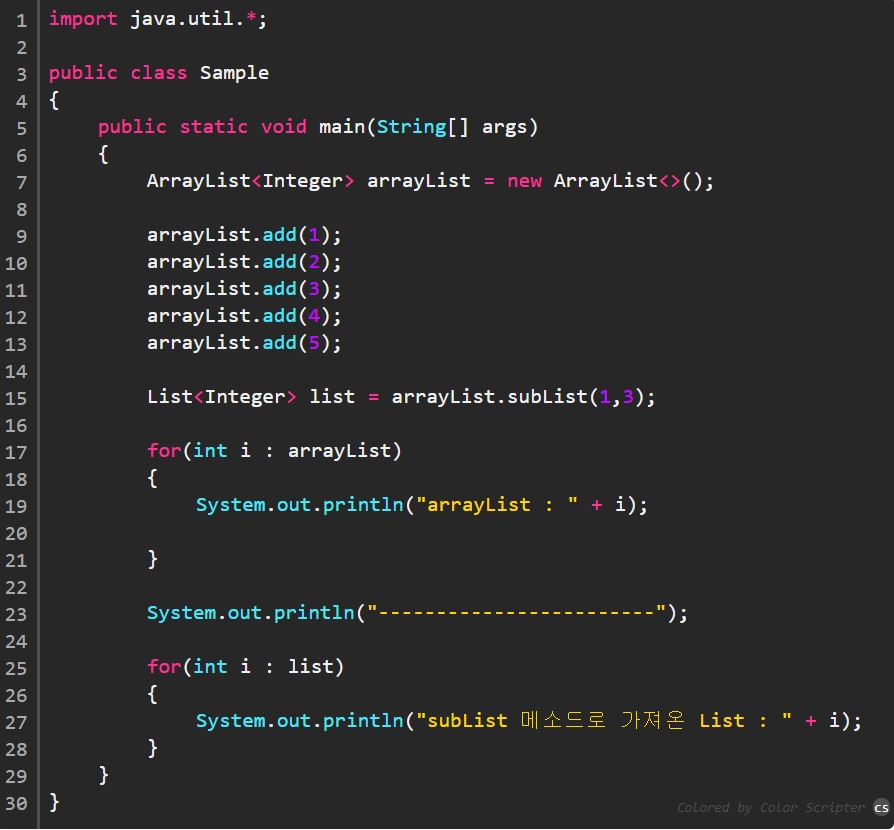 1 import java.util.*;
2
3 public class Sample
4 {
5     public static void main(String[] args)
6     {
7         ArrayList<Integer> arrayList = new ArrayList<>();
8
9         arrayList.add(1);
10         arrayList.add(2);
11         arrayList.add(3);
12         arrayList.add(4);
13         arrayList.add(5);
14
15         List<Integer> list = arrayList.subList(1,3);
16
17         for(int i : arrayList)
18         {
19             System.out.println("arrayList : " + i);
20
21         }
22
23         System.out.println("------------------------");
24
25         for(int i : list)
26         {
27             System.out.println("subList 메소드로 가져온 List : " + i);
28         }
29     }
30 }
Colored by Color Scripter cs